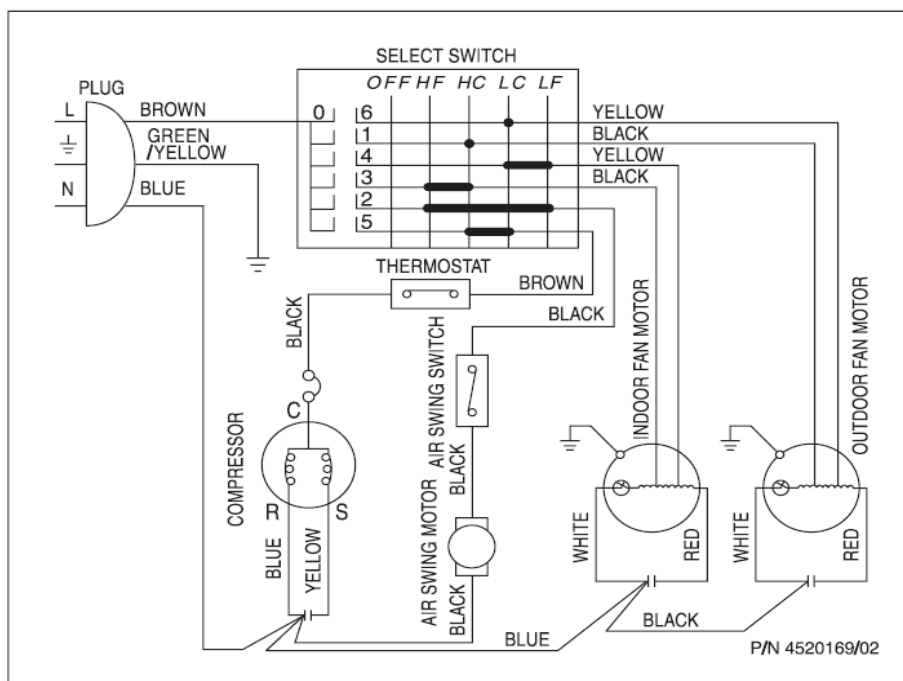 SELECT SWITCH
OFF HF HC LC LF
PLUG
L
BROWN
0
6
YELLOW
1
BLACK
GREEN
/YELLOW
4
YELLOW
3
BLACK
N
BLUE
2
5
THERMOSTAT
BROWN
BLACK
BLACK
AIR SWING SWITCH
INDOOR FAN MOTOR
OUTDOOR FAN MOTOR
C
COMPRESSOR
BLACK
R
S
BLUE
YELLOW
AIR SWING MOTOR
WHITE
RED
WHITE
RED
BLACK
BLUE
BLACK
P/N 4520169/02